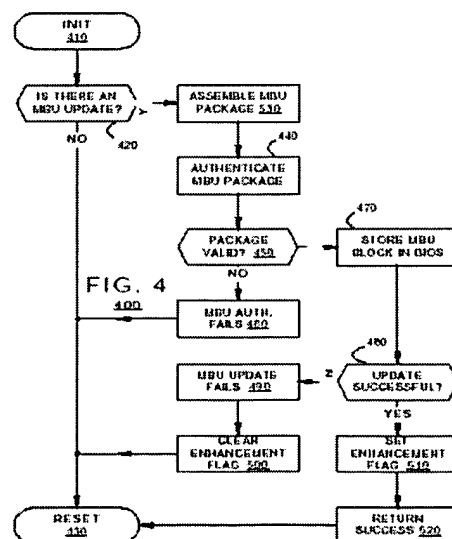 INIT
410
IS THERE AN
MBU UPDATE?
Y
NO
420
ASSEMBLE MBU
PACKAGE 530
440
AUTHENTICATE
MBU PACKAGE
PACKAGE
VALID? 450
NO
470
STORE MBU
BLOCK IN BIOS
FIG. 4
400
MBU AUTH.
FAILS 460
480
UPDATE
SUCCESSFUL?
N
YES
MBU UPDATE
FAILS 490
CLEAR
ENHANCEMENT
FLAG 500
SET
ENHANCEMENT
FLAG 510
RESET
430
RETURN
SUCCESS 520